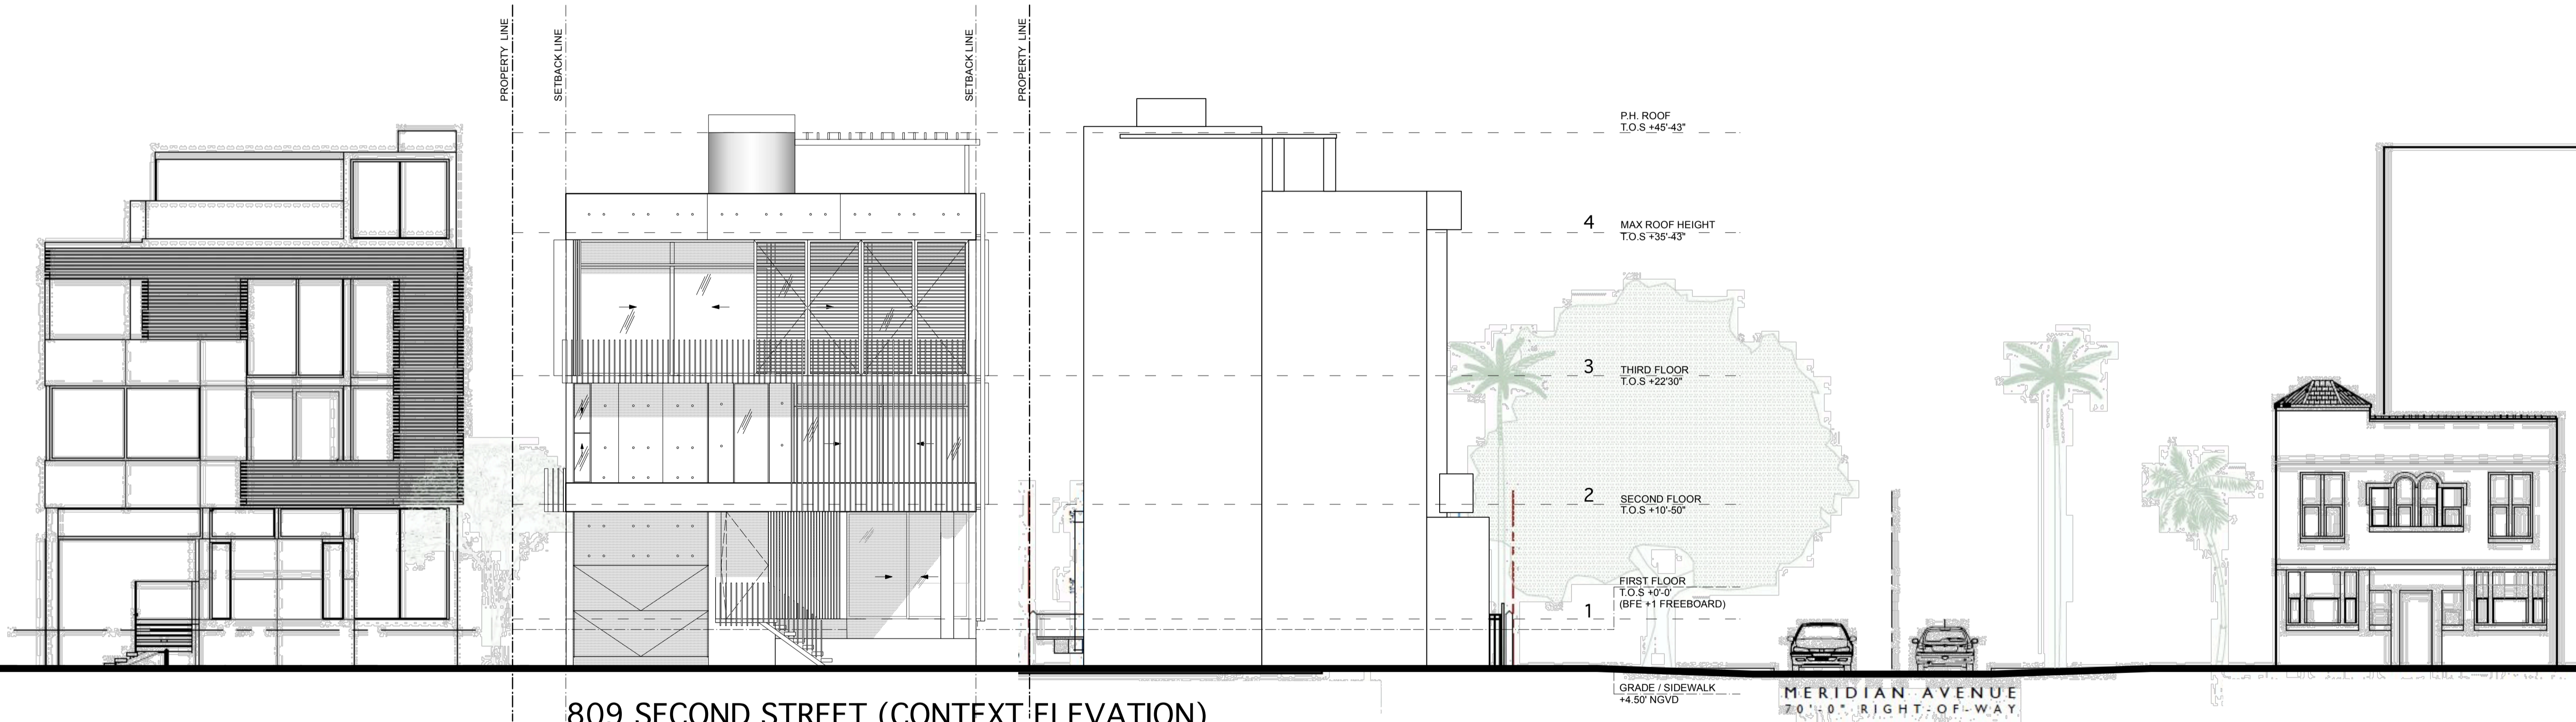 PROPERTY LINE
SETBACK LINE
SETBACK LINE
PROPERTY LINE
P.H. ROOF
T.O.S +45'-43"
4
MAX ROOF HEIGHT
T.O.S +35'-43"
3
THIRD FLOOR
T.O.S +22'30"
2
SECOND FLOOR
T.O.S +10'-50"
1
FIRST FLOOR
T.O.S +0'-0'
(BFE +1 FREEBOARD)
GRADE / SIDEWALK
+4.50' NGVD
MERIDIAN AVENUE
70'-0" RIGHT-OF-WAY
809 SECOND STREET (CONTEXT ELEVATION)